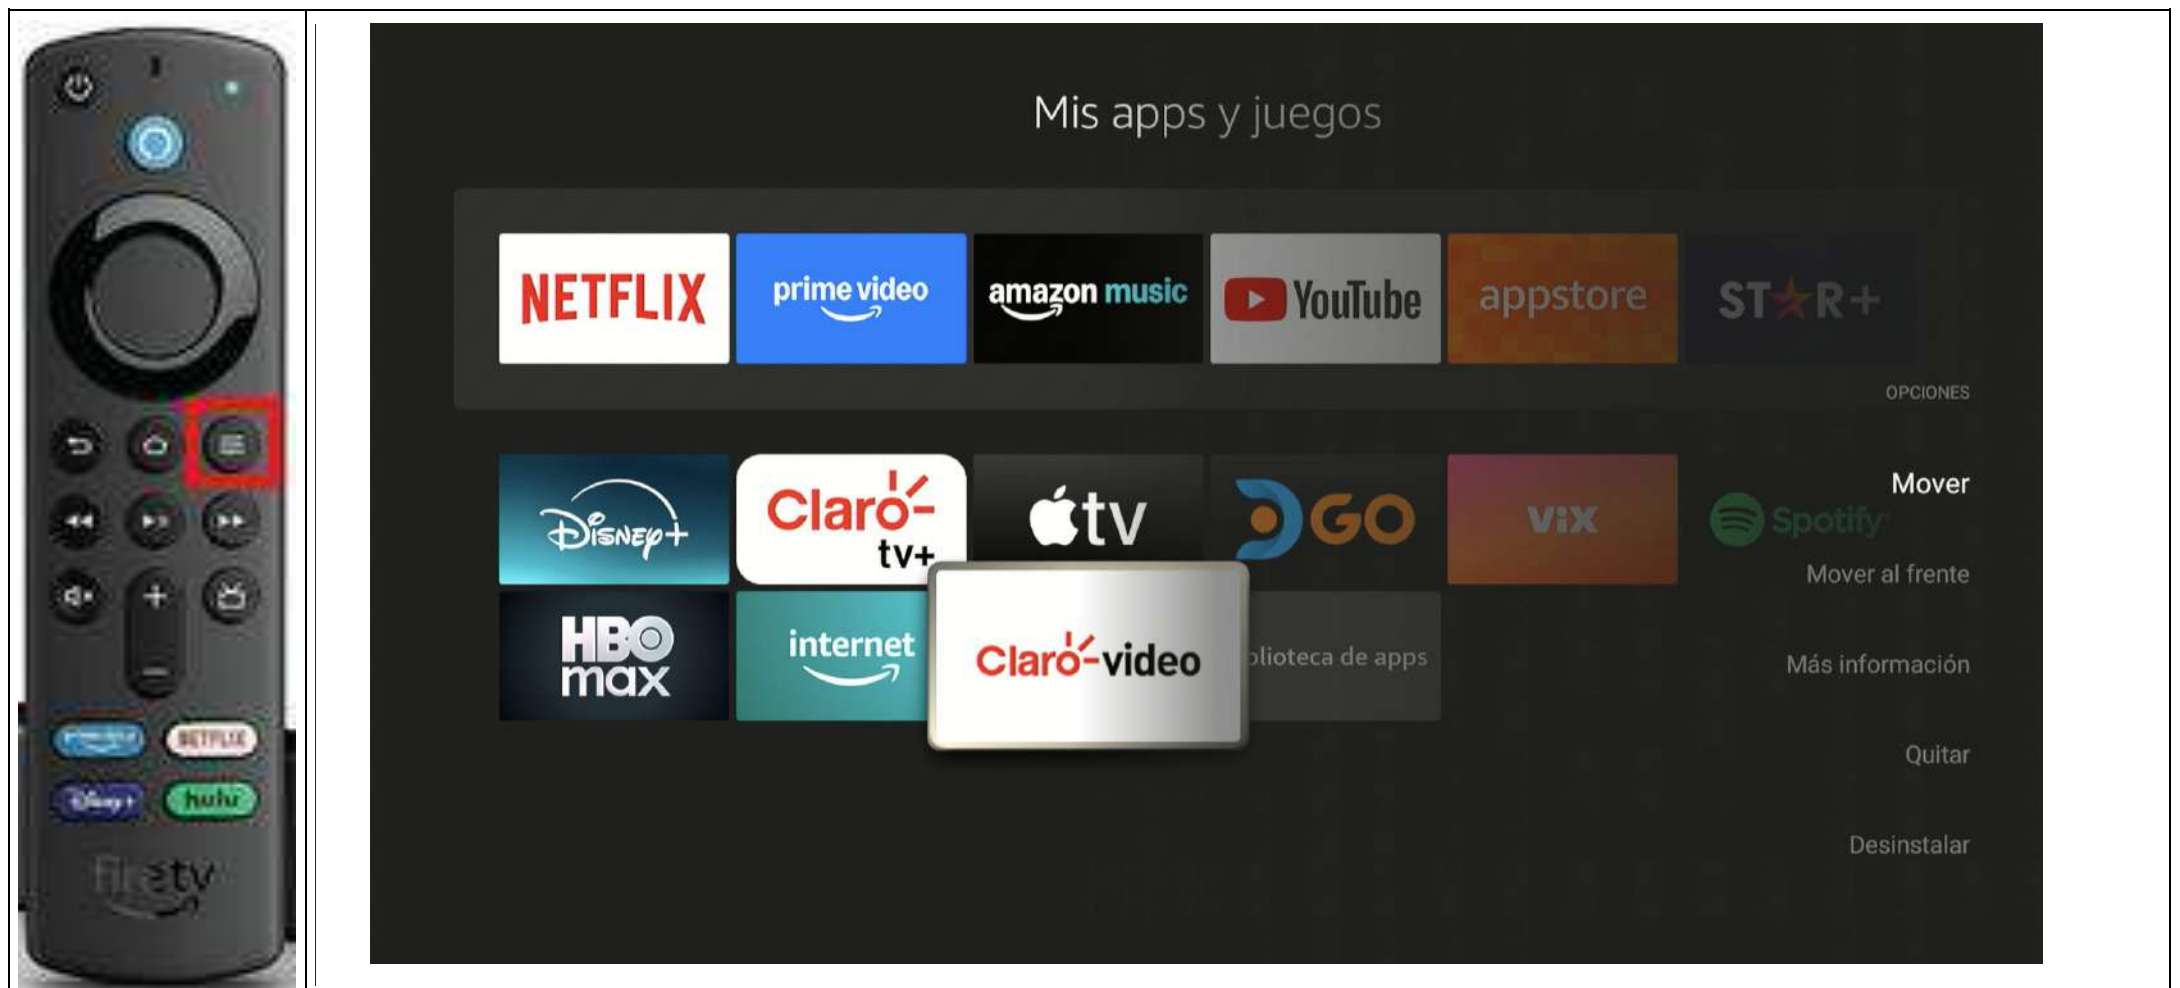 NETFLIX
Disney+
hulu
firetv
Mis apps y juegos
NETFLIX
prime video
amazon music
YouTube
appstore
STAR+
OPCIONES
Disney+
Claro-
tv+
tv
GO
ViX
Spotify
Mover
Mover al frente
HBO
max
internet
Claro-video
blioteca de apps
Más información
Quitar
Desinstalar